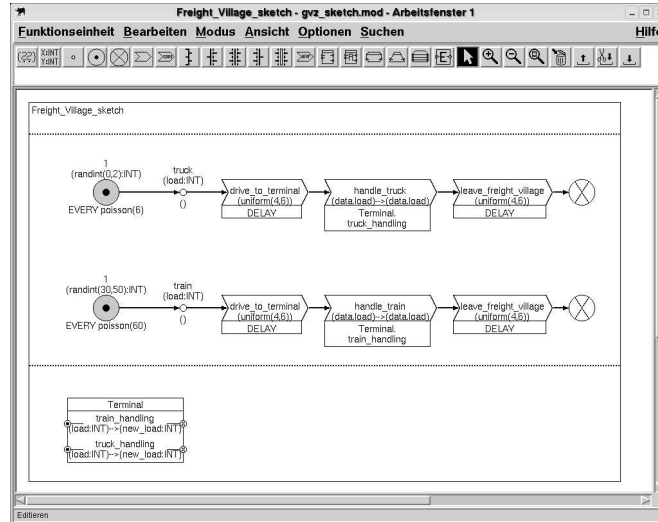 Freight_Village_sketch - gvz_sketch.mod - Arbeitsfenster 1
Funktionseinheit Bearbeiten Modus Ansicht Optionen Suchen Hilfe
X:INT
Y:INT
Freight_Village_sketch
1
(randint(0,2):INT)
EVERY poisson(6)
truck
(load:INT)
()
drive_to_terminal
(uniform(4,6))
DELAY
handle_truck
(data.load)-->(data.load)
Terminal.
truck_handling
leave_freight_village
(uniform(4,6))
DELAY
1
(randint(30,50):INT)
EVERY poisson(60)
train
(load:INT)
()
drive_to_terminal
(uniform(4,6))
DELAY
handle_train
(data.load)-->(data.load)
Terminal.
train_handling
leave_freight_village
(uniform(4,6))
DELAY
Terminal
train_handling
(load:INT)-->(new_load:INT)
truck_handling
(load:INT)-->(new_load:INT)
Editieren